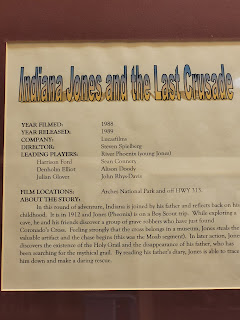 Indiana Jones and the Last Crusade
YEAR FILMED: 1988
YEAR RELEASED: 1989
COMPANY: Lucasfilms
DIRECTOR: Steven Spielberg
LEADING PLAYERS: River Phoenix (young Jones)
Harrison Ford Sean Connery
Denholm Elliot Alison Doody
Julian Glover John Rhys-Davis
FILM LOCATIONS: Arches National Park and off HWY 313
ABOUT THE STORY:
In this round of adventure, Indiana is joined by his father and reflects back on his
childhood. It is in 1912 and Jones (Phoenix) is on a Boy Scout trip. While exploring a
cave, he and his friends discover a group of grave robbers who have just found
Coronado's Cross. Feeling strongly that the cross belongs in a museum, Jones steals the
valuable artifact and the chase begins (this was the Moab segment). In later action, Jones
discovers the existence of the Holy Grail and the disappearance of his father, who has
been searching for the mythical grail. By reading his father's diary, Jones is able to trace
him down and make a daring rescue.